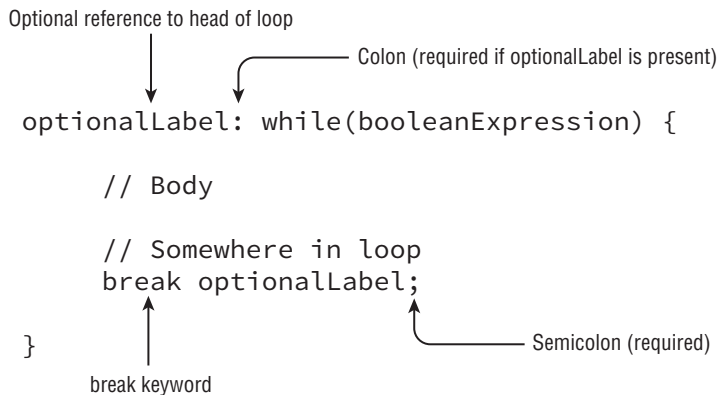 Optional reference to head of loop
Colon (required if optionalLabel is present)
optionalLabel: while(booleanExpression) {
// Body
// Somewhere in loop
break optionalLabel;
}
Semicolon (required)
break keyword